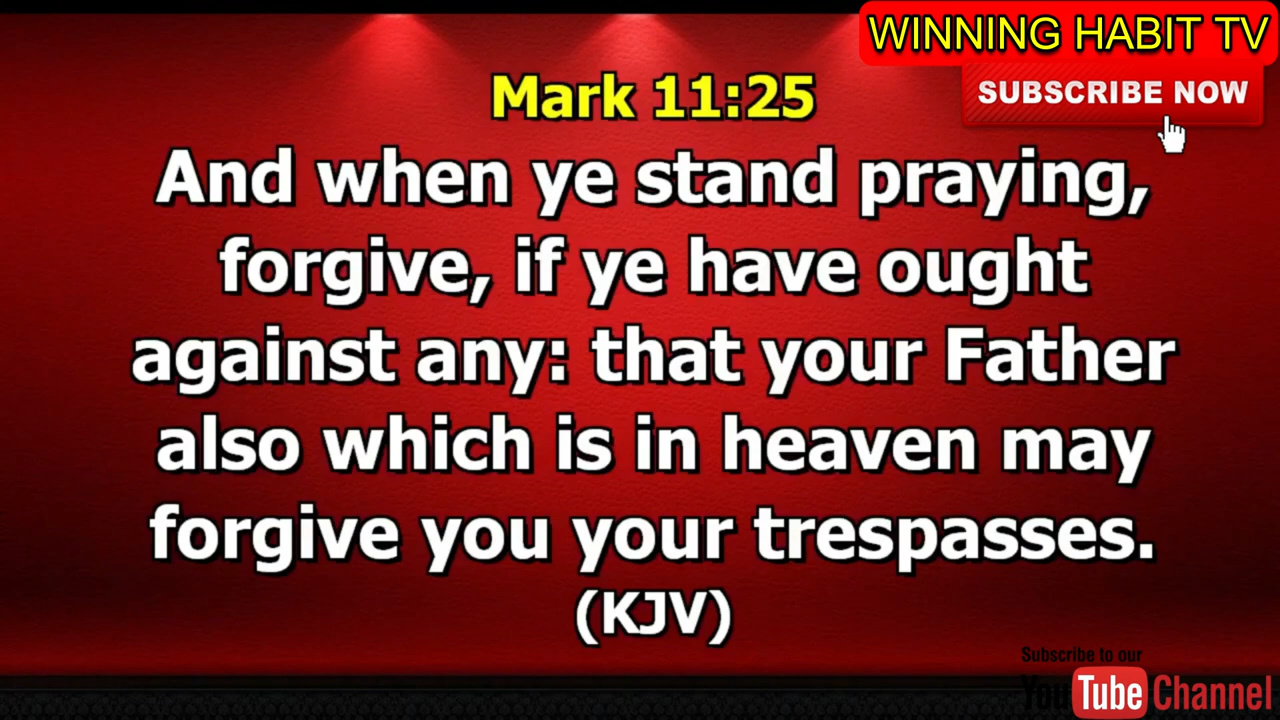 WINNING HABIT TV
SUBSCRIBE NOW
Mark 11:25
And when ye stand praying,
forgive, if ye have ought
against any: that your Father
also which is in heaven may
forgive you your trespasses.
(KJV)
Subscribe to our
YouTube Channel